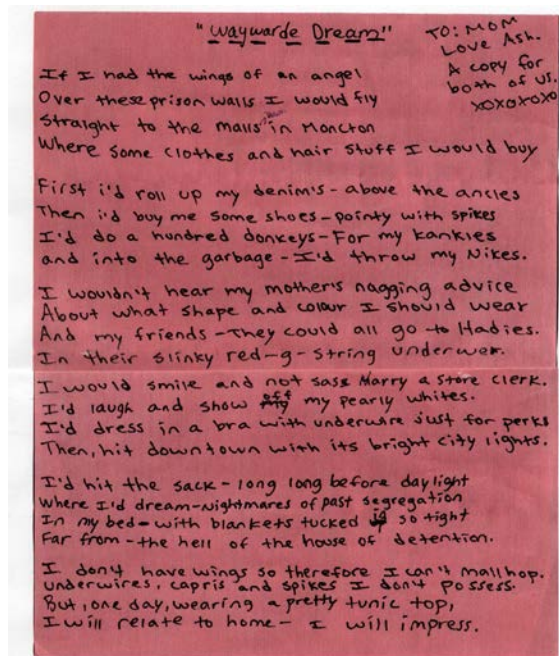 "Waywarde Dream"
TO: MOM
Love Ash.
A copy for
both of us.
XOXOXOXO
If I had the wings of an angel
Over these prison walls I would fly
Straight to the malls in Moncton
Where some clothes and hair stuff I would buy
First i'd roll up my denim's - above the ancles
Then i'd buy me some shoes - pointy with spikes
I'd do a hundred donkeys - For my kankles
and into the garbage - I'd throw my Nikes.
I wouldn't hear my mother's nagging advice
About what shape and colour I should wear
And my friends - They could all go to Hadies.
In their slinky red - g - string underwer.
I would smile and not sass Harry a store clerk.
I'd laugh and show off my pearly whites.
I'd dress in a bra with underwire just for perks
Then, hit downtown with its bright city lights.
I'd hit the sack - long long before daylight
Where I'd dream - nightmares of past segregation
In my bed - with blankets tucked so tight
Far from - the hell of the house of detention.
I don't have wings so therefore I can't mallhop.
underwires, capris and spikes I don't possess.
But, one day, wearing a pretty tunic top,
I will relate to home - I will impress.